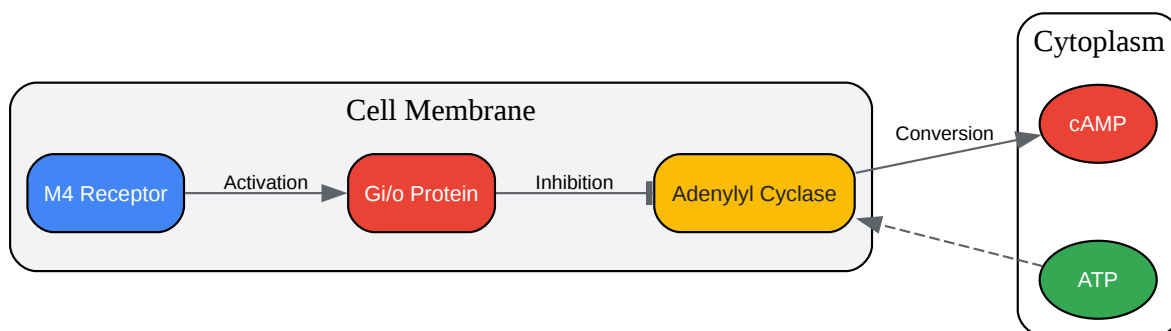 Cytoplasm
Cell Membrane
M4 Receptor
Activation
Gi/o Protein
Inhibition
Adenylyl Cyclase
Conversion
cAMP
ATP